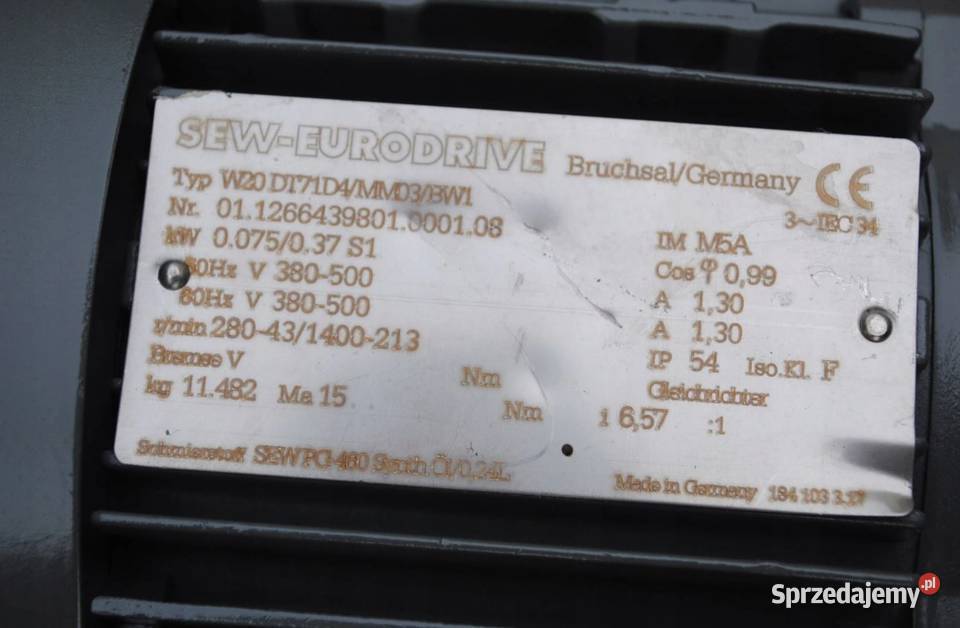 SEW-EURODRIVE Bruchsal/Germany CE
Typ W20 DT71D4/MM03/BW1 3~IEC 34
Nr. 01.1266439801.0001.08
kW 0.075/0.37 S1 IM M5A
50Hz V 380-500 Cos φ 0,99
60Hz V 380-500 A 1,30
r/min 280-43/1400-213 A 1,30
Bremse V Nm IP 54 Iso.Kl. F
kg 11.482 Ma 15 Nm Gleichrichter
i 6,57 :1
Schmierstoff SEW PG-460 Synth.Öl/0,24L
Made in Germany 184 103 3.17
Sprzedajemy.pl